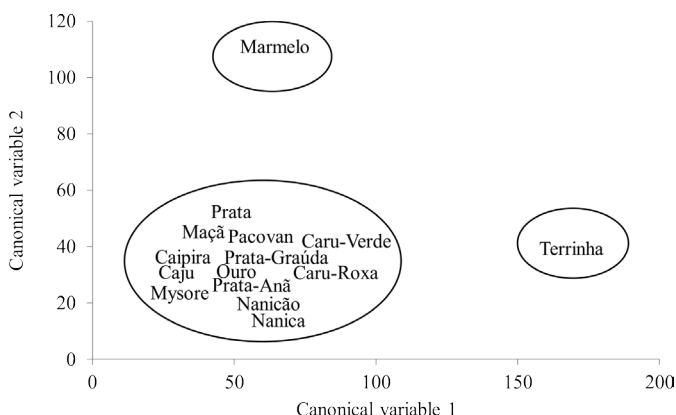 120
Marmelo
100
Canonical variable 2
80
60
Prata
Maçã Pacovan Caru-Verde
40
Terrinha
Caipira Prata-Graúda
Caju Ouro Caru-Roxa
Prata-Anã
Mysore
20
Nanicão
Nanica
0
0 50 100 150 200
Canonical variable 1